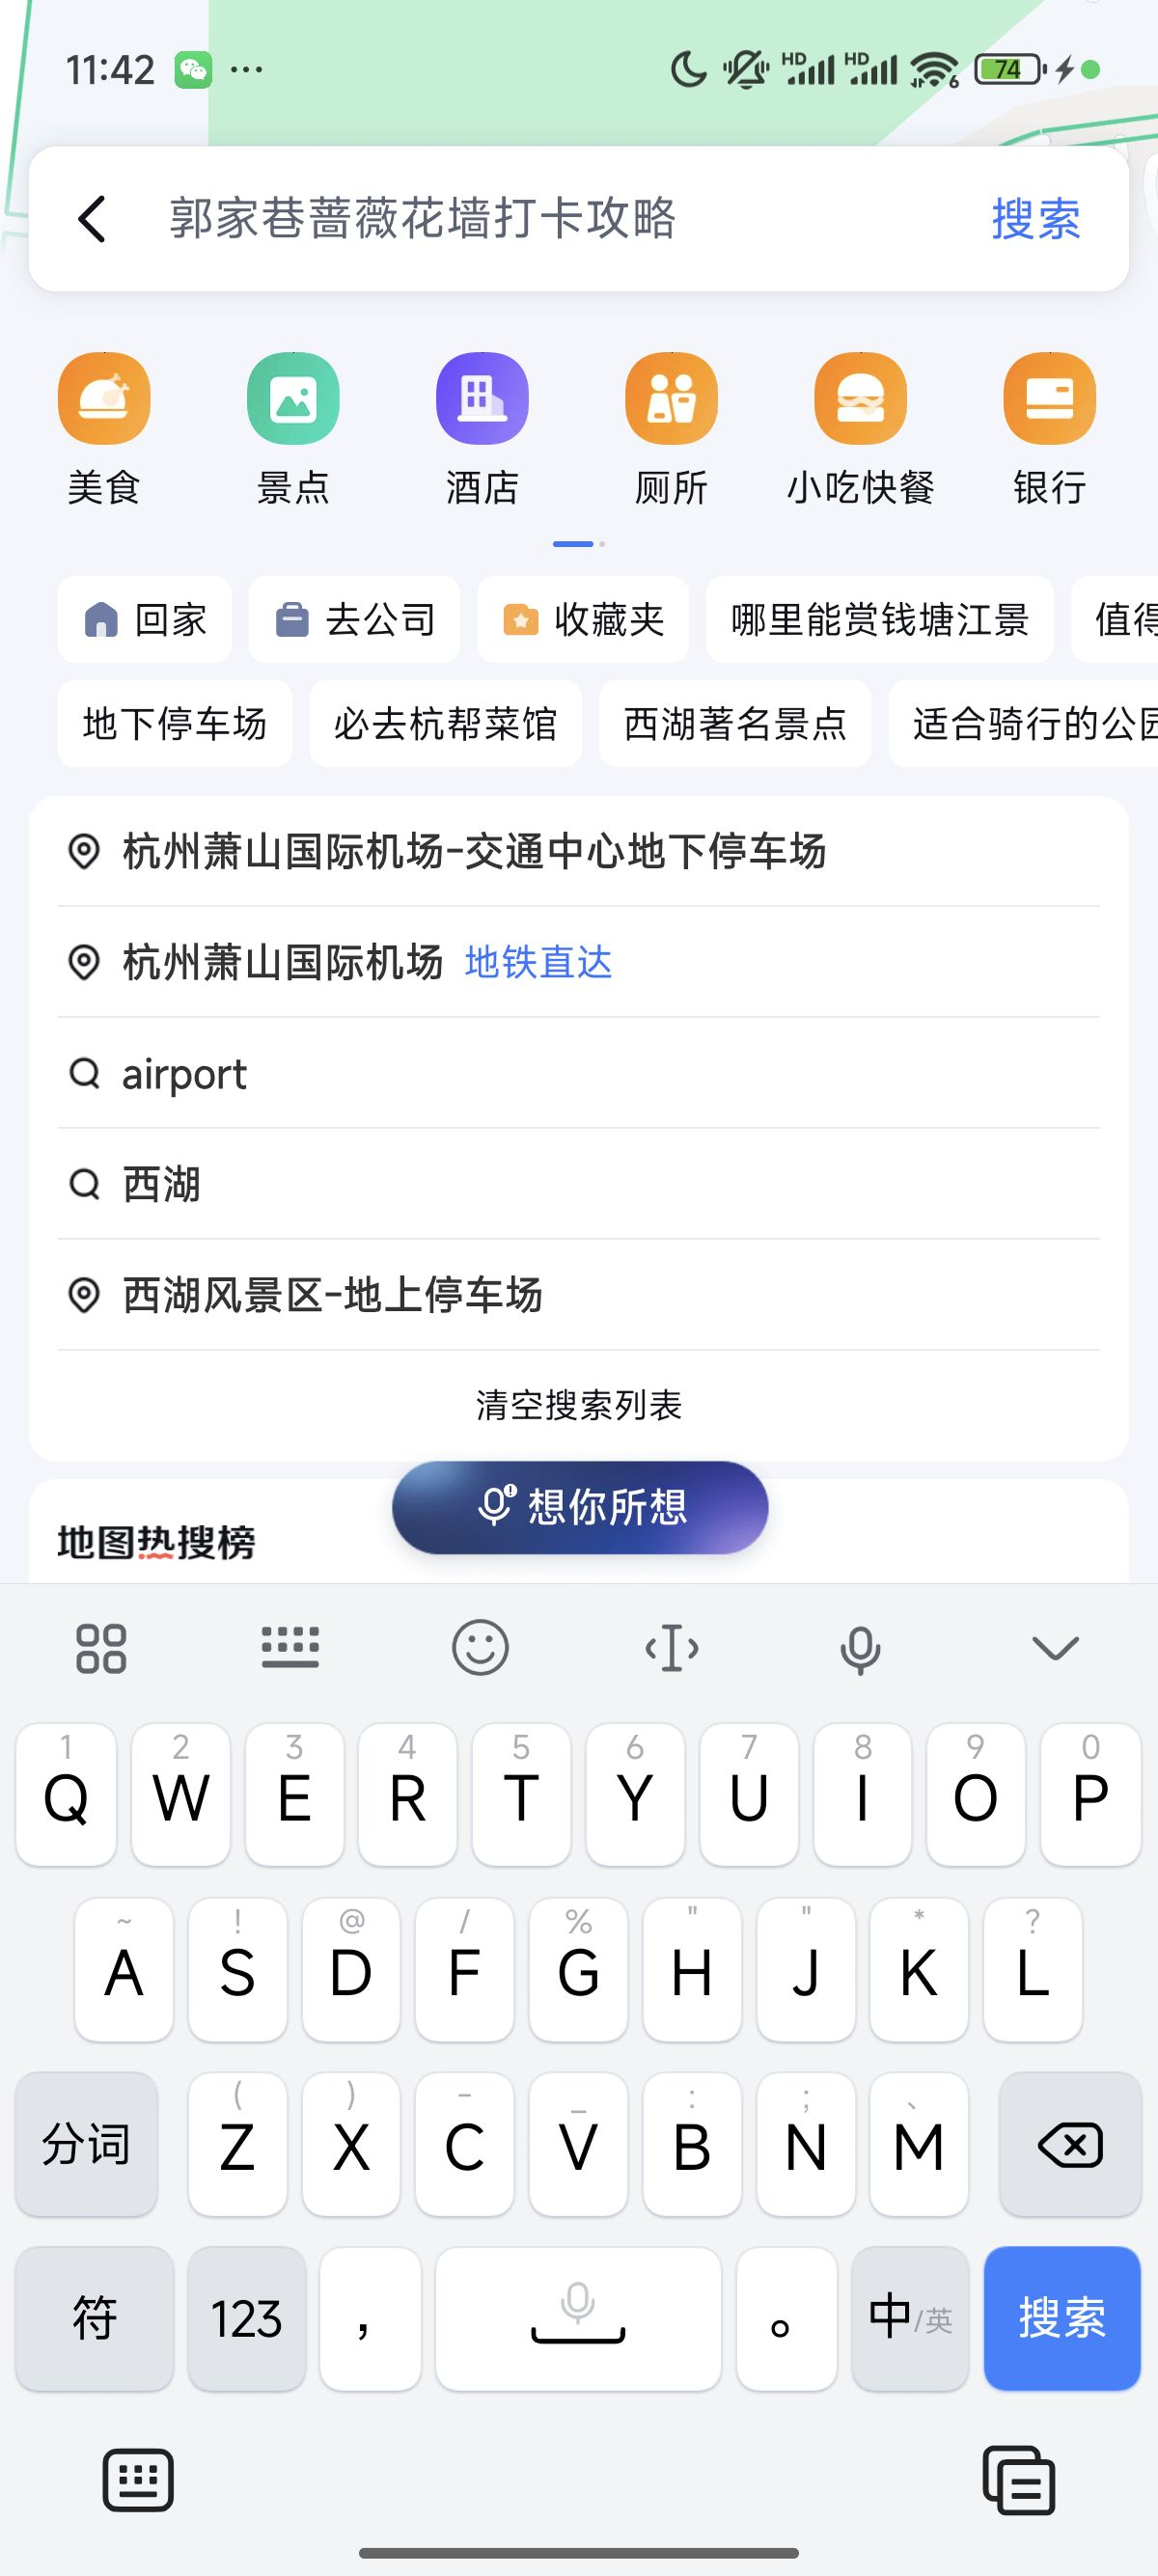 11:42 ... HD HD 6 74
郭家巷蔷薇花墙打卡攻略 搜索
美食 景点 酒店 厕所 小吃快餐 银行
回家 去公司 收藏夹 哪里能赏钱塘江景 值得
地下停车场 必去杭帮菜馆 西湖著名景点 适合骑行的公园
杭州萧山国际机场-交通中心地下停车场
杭州萧山国际机场 地铁直达
airport
西湖
西湖风景区-地上停车场
清空搜索列表
想你所想
地图热搜榜
1 2 3 4 5 6 7 8 9 0
Q W E R T Y U I O P
~ ! @ / % " " * ?
A S D F G H J K L
( ) - _ : ; 、
分词 Z X C V B N M
符 123 , 。 中/英 搜索